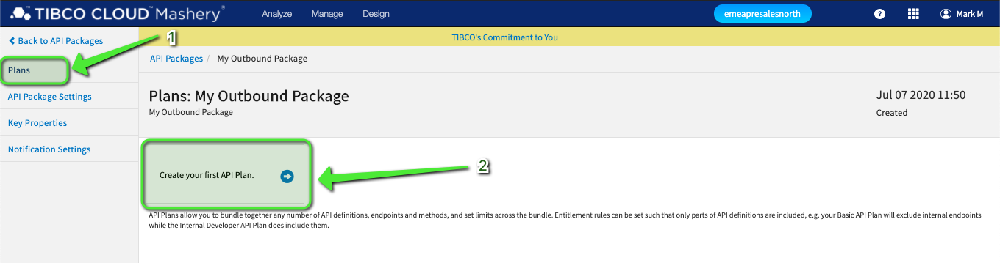 TIBCO CLOUD™ Mashery®
Analyze
Manage
Design
emeapresalesnorth
?
Mark M
Back to API Packages
1
TIBCO's Commitment to You
Plans
API Packages / My Outbound Package
API Package Settings
Key Properties
Notification Settings
Plans: My Outbound Package
My Outbound Package
Jul 07 2020 11:50
Created
Create your first API Plan.
2
API Plans allow you to bundle together any number of API definitions, endpoints and methods, and set limits across the bundle. Entitlement rules can be set such that only parts of API definitions are included, e.g. your Basic API Plan will exclude internal endpoints
while the Internal Developer API Plan does include them.